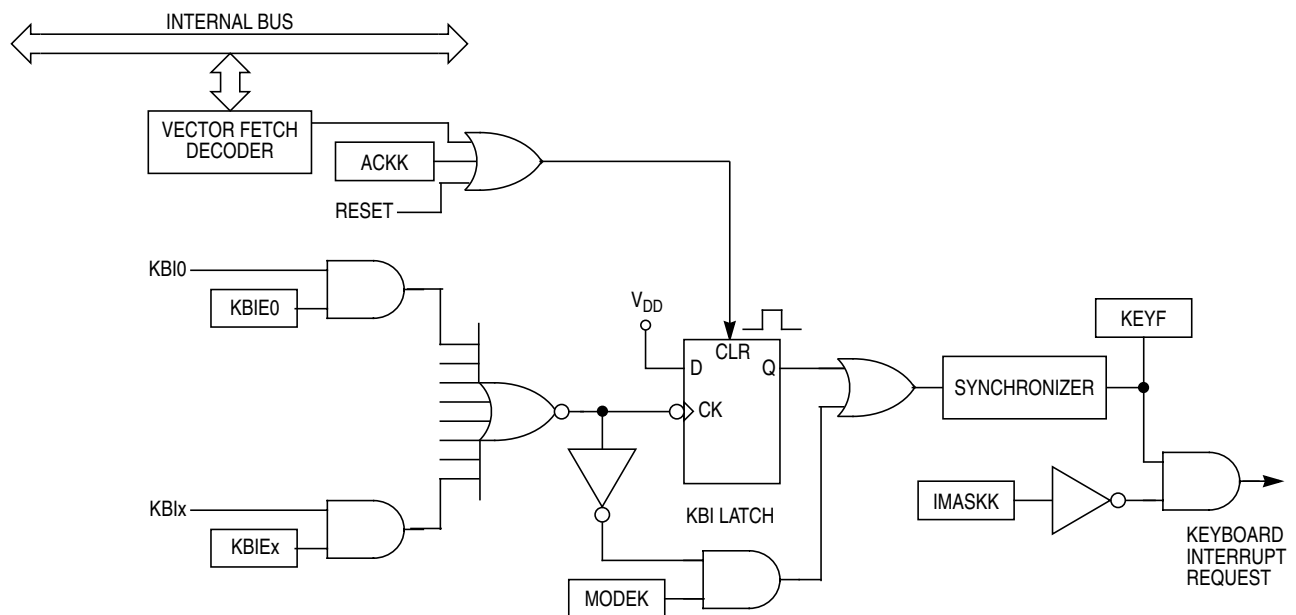 INTERNAL BUS
VECTOR FETCH
DECODER
ACKK
RESET
KBI0
KBIE0
VDD
KEYF
CLR
D
Q
CK
SYNCHRONIZER
KBI LATCH
KBIx
KBIEx
IMASKK
MODEK
KEYBOARD
INTERRUPT
REQUEST